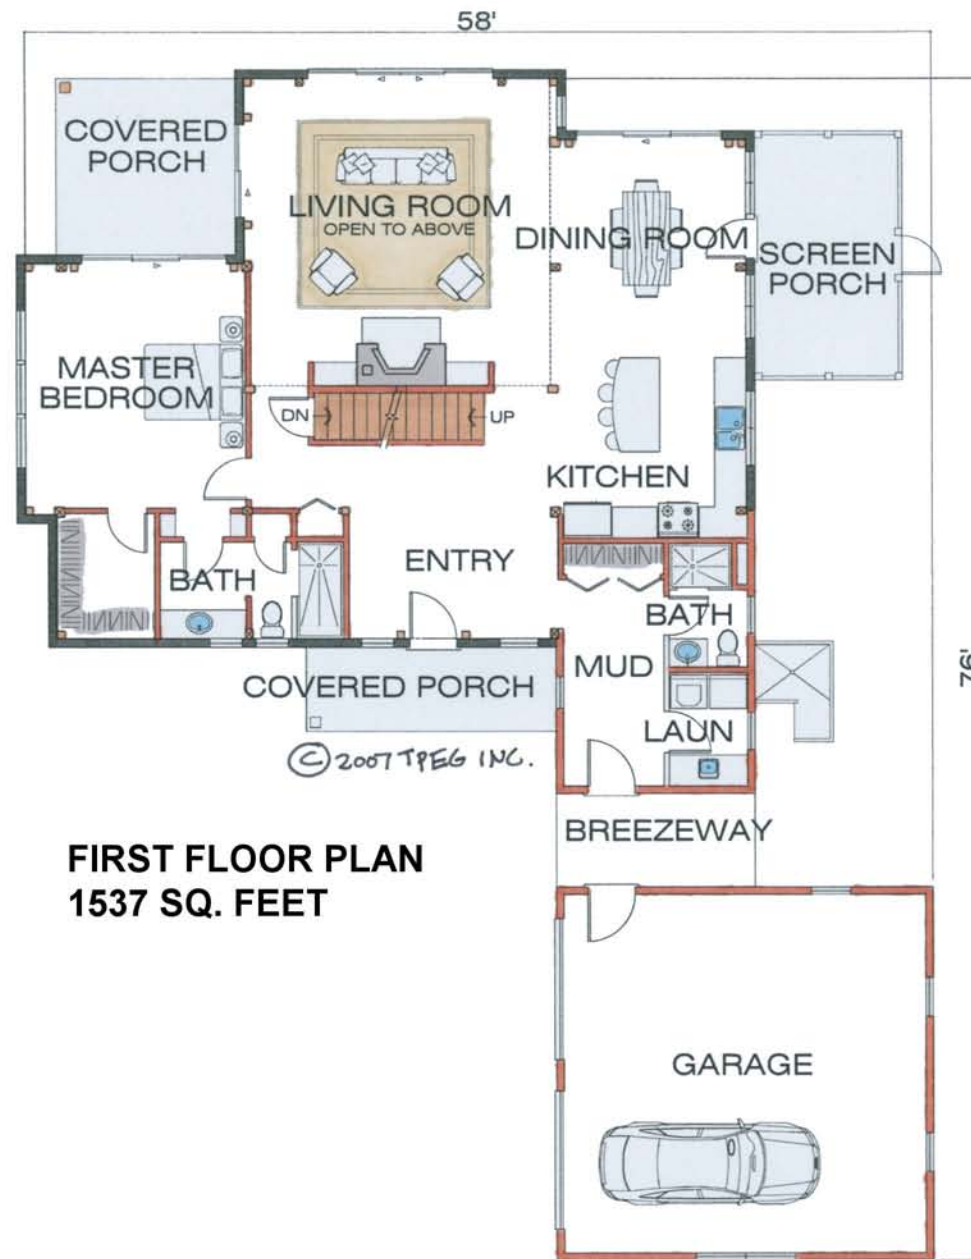 58'
COVERED
PORCH
LIVING ROOM
OPEN TO ABOVE
DINING ROOM
SCREEN
PORCH
MASTER
BEDROOM
DN
UP
KITCHEN
ENTRY
BATH
BATH
MUD
76'
COVERED PORCH
LAUN
© 2007 TPEG INC.
BREEZEWAY
FIRST FLOOR PLAN
1537 SQ. FEET
GARAGE